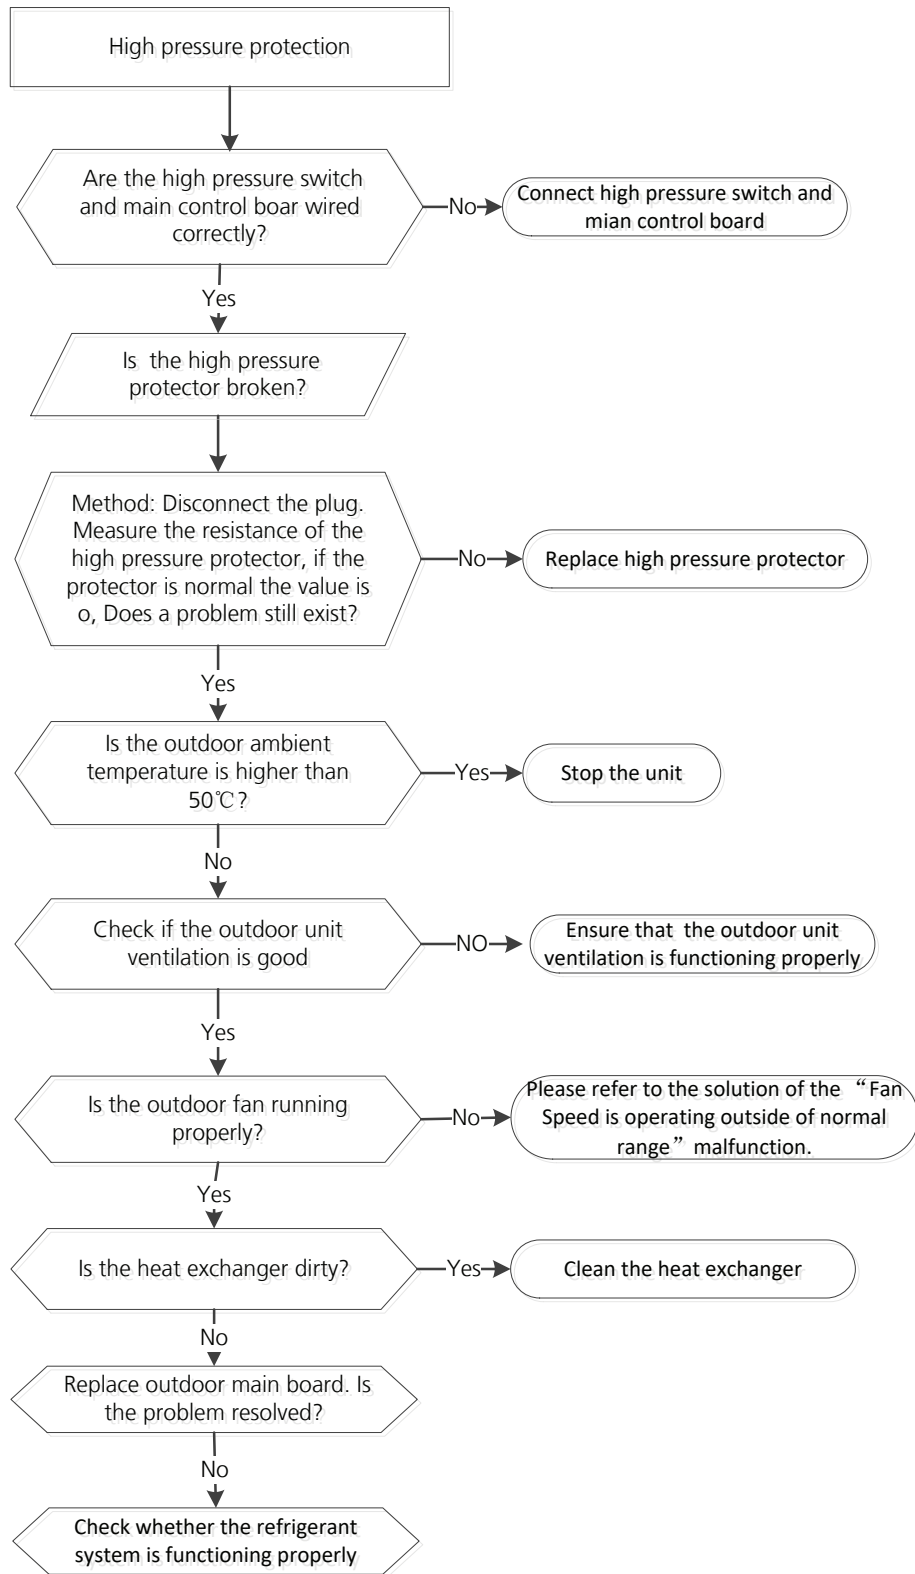 High pressure protection
Are the high pressure switch
and main control boar wired
correctly?
No
Connect high pressure switch and
mian control board
Yes
Is the high pressure
protector broken?
Method: Disconnect the plug.
Measure the resistance of the
high pressure protector, if the
protector is normal the value is
o, Does a problem still exist?
No
Replace high pressure protector
Yes
Is the outdoor ambient
temperature is higher than
50℃?
Yes
Stop the unit
No
Check if the outdoor unit
ventilation is good
NO
Ensure that the outdoor unit
ventilation is functioning properly
Yes
Is the outdoor fan running
properly?
No
Please refer to the solution of the “Fan
Speed is operating outside of normal
range” malfunction.
Yes
Is the heat exchanger dirty?
Yes
Clean the heat exchanger
No
Replace outdoor main board. Is
the problem resolved?
No
Check whether the refrigerant
system is functioning properly